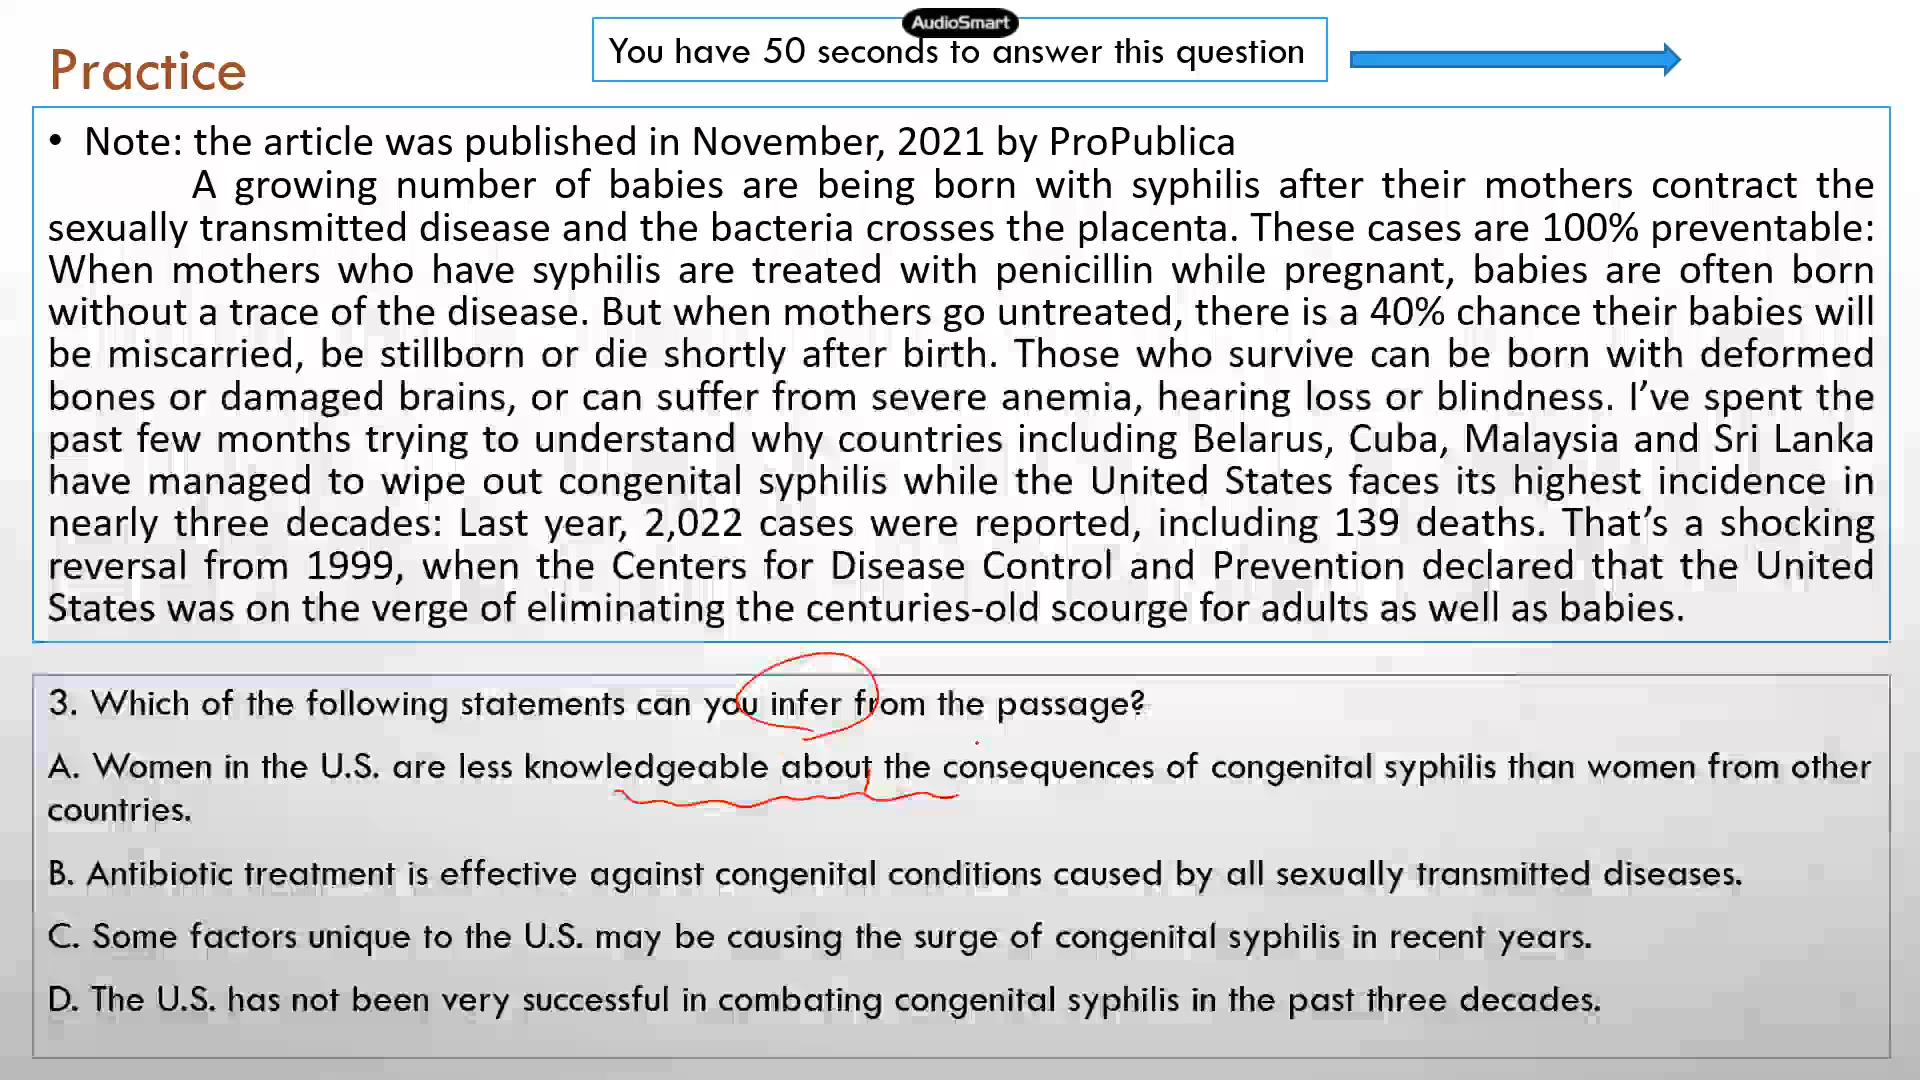 AudioSmart
You have 50 seconds to answer this question
Practice
• Note: the article was published in November, 2021 by ProPublica
A growing number of babies are being born with syphilis after their mothers contract the
sexually transmitted disease and the bacteria crosses the placenta. These cases are 100% preventable:
When mothers who have syphilis are treated with penicillin while pregnant, babies are often born
without a trace of the disease. But when mothers go untreated, there is a 40% chance their babies will
be miscarried, be stillborn or die shortly after birth. Those who survive can be born with deformed
bones or damaged brains, or can suffer from severe anemia, hearing loss or blindness. I’ve spent the
past few months trying to understand why countries including Belarus, Cuba, Malaysia and Sri Lanka
have managed to wipe out congenital syphilis while the United States faces its highest incidence in
nearly three decades: Last year, 2,022 cases were reported, including 139 deaths. That’s a shocking
reversal from 1999, when the Centers for Disease Control and Prevention declared that the United
States was on the verge of eliminating the centuries-old scourge for adults as well as babies.
3. Which of the following statements can you infer from the passage?
A. Women in the U.S. are less knowledgeable about the consequences of congenital syphilis than women from other
countries.
B. Antibiotic treatment is effective against congenital conditions caused by all sexually transmitted diseases.
C. Some factors unique to the U.S. may be causing the surge of congenital syphilis in recent years.
D. The U.S. has not been very successful in combating congenital syphilis in the past three decades.